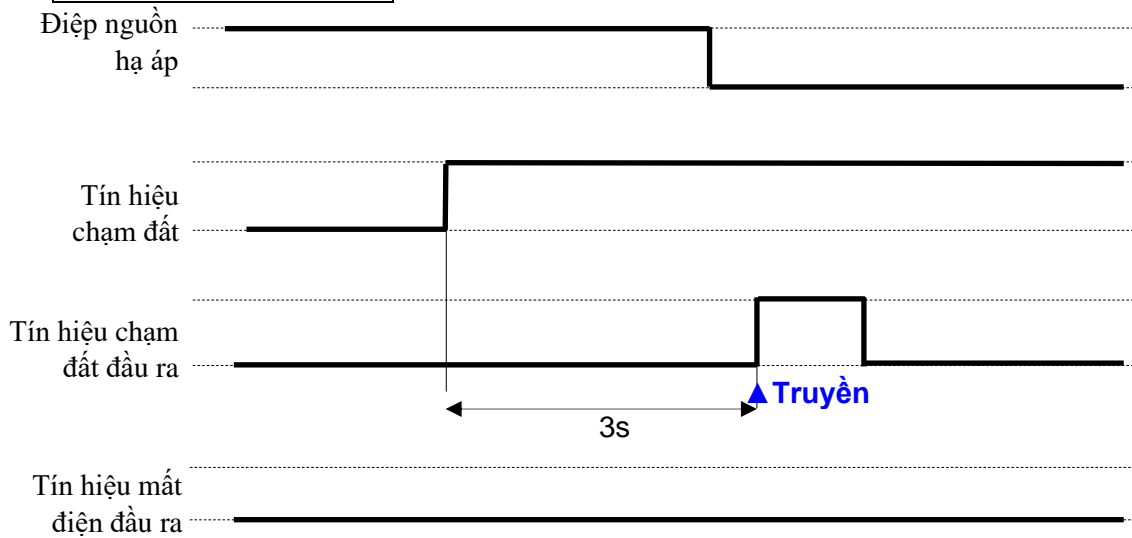 Điệp nguồn
hạ áp
Tín hiệu
chạm đất
Tín hiệu chạm
đất đầu ra
Truyền
3s
Tín hiệu mất
điện đầu ra